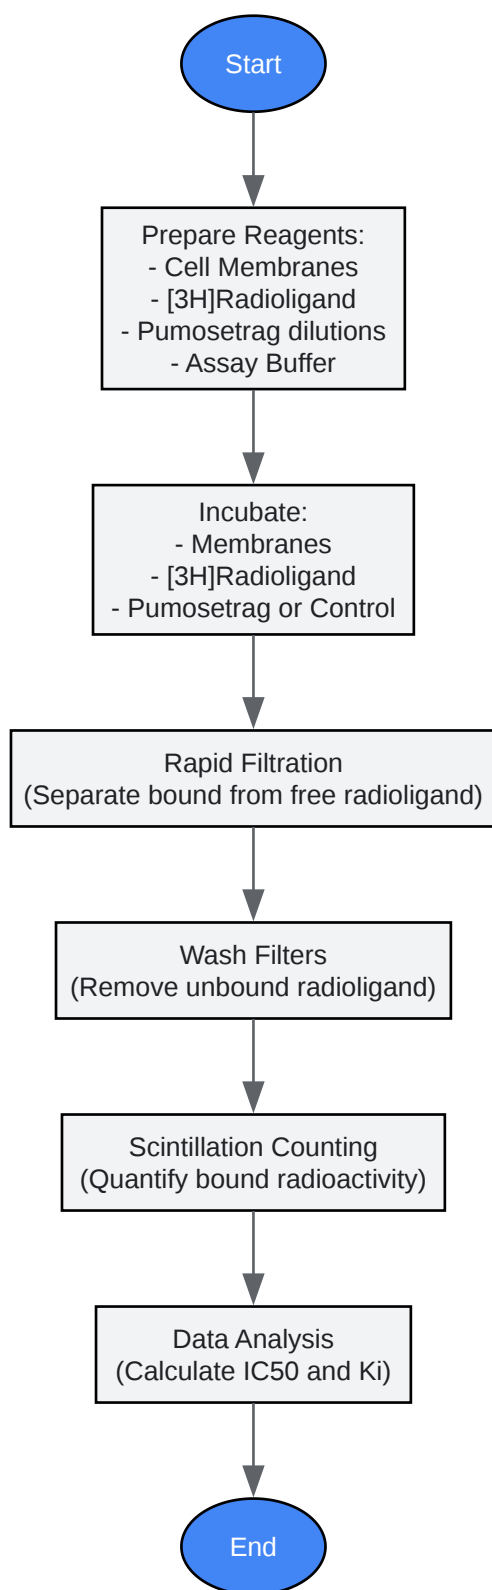 Start
Prepare Reagents:
- Cell Membranes
- [3H]Radioligand
- Pumosetrag dilutions
- Assay Buffer
Incubate:
- Membranes
- [3H]Radioligand
- Pumosetrag or Control
Rapid Filtration
(Separate bound from free radioligand)
Wash Filters
(Remove unbound radioligand)
Scintillation Counting
(Quantify bound radioactivity)
Data Analysis
(Calculate IC50 and Ki)
End